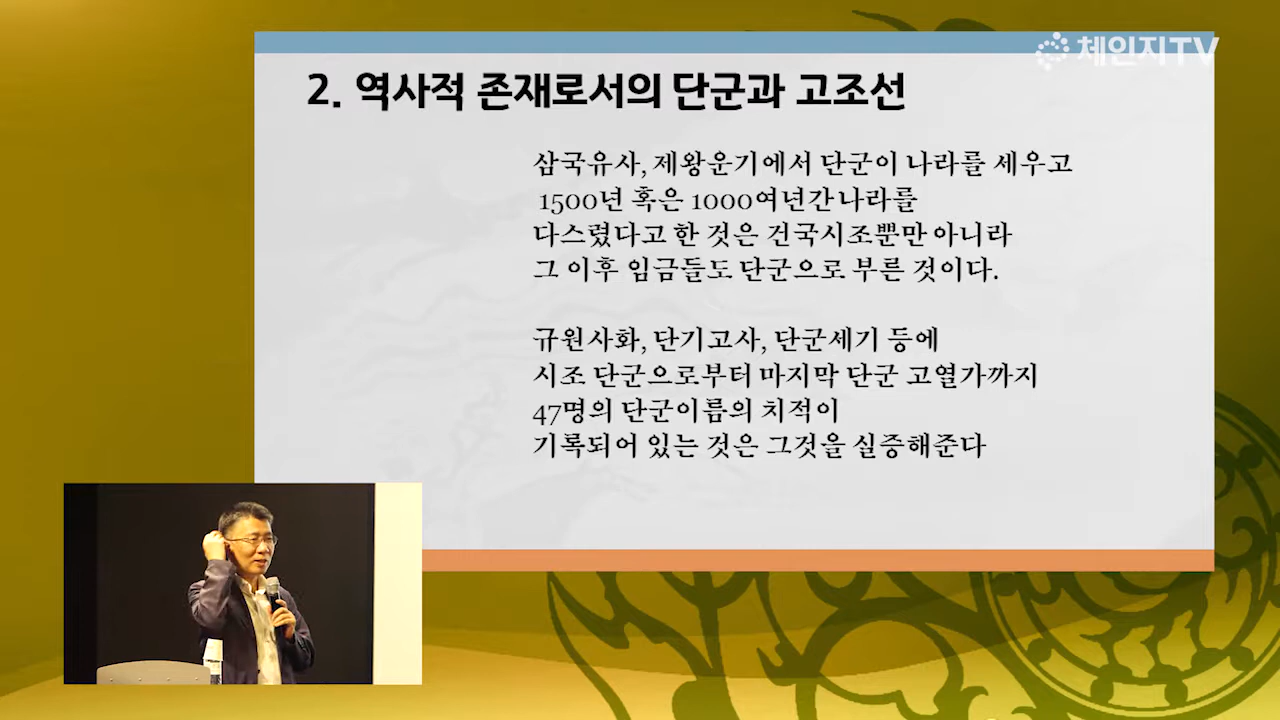 체인지TV
2. 역사적 존재로서의 단군과 고조선
삼국유사, 제왕운기에서 단군이 나라를 세우고
1500년 혹은 1000여년간 나라를
다스렸다고 한 것은 건국시조뿐만 아니라
그 이후 임금들도 단군으로 부른 것이다.
규원사화, 단기고사, 단군세기 등에
시조 단군으로부터 마지막 단군 고열가까지
47명의 단군이름의 치적이
기록되어 있는 것은 그것을 실증해준다